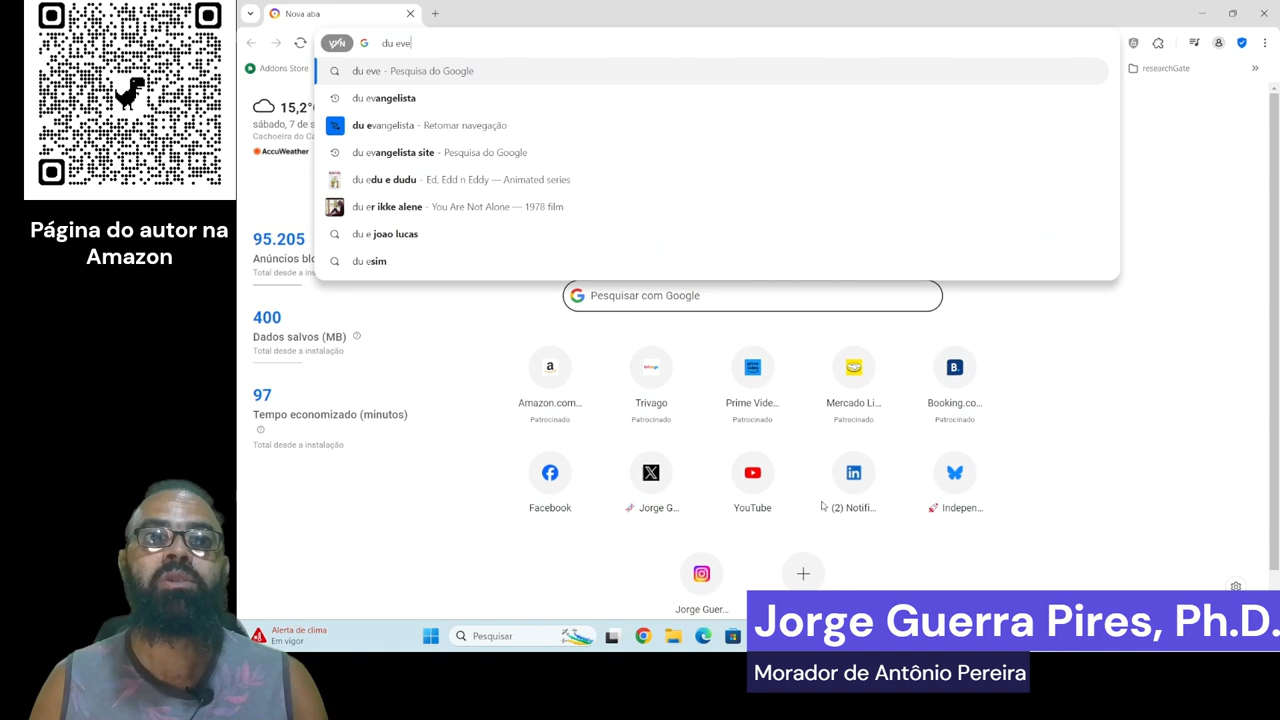 Nova aba
VPN
du eve
Addons Store
researchGate
»
du eve - Pesquisa do Google
du evangelista
du evangelista - Retomar navegação
du evangelista site - Pesquisa do Google
du edu e dudu - Ed, Edd n Eddy — Animated series
du er ikke alene - You Are Not Alone — 1978 film
du e joao lucas
du esim
15,2°
sábado, 7 de s
Cachoeira do Ca
AccuWeather
Página do autor na
Amazon
95.205
Anúncios blo
Total desde a ins
400
Dados salvos (MB)
Total desde a instalação
97
Tempo economizado (minutos)
Total desde a instalação
Pesquisar com Google
Amazon.com...
Patrocinado
Trivago
Patrocinado
Prime Vide...
Patrocinado
Mercado Li...
Patrocinado
Booking.co...
Patrocinado
Facebook
Jorge G...
YouTube
(2) Notifi...
Indepen...
Jorge Guer...
Alerta de clima
Em vigor
Pesquisar
Jorge Guerra Pires, Ph.D.
Morador de Antônio Pereira